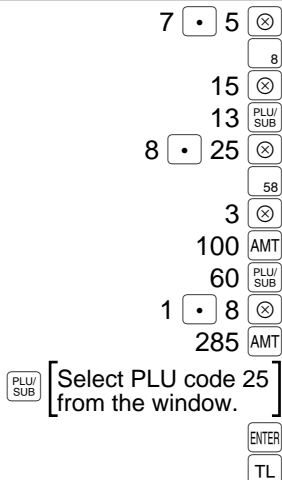 7 • 5 ⊗
8
15 ⊗
13 PLU/SUB
8 • 25 ⊗
58
3 ⊗
100 AMT
60 PLU/SUB
1 • 8 ⊗
285 AMT
PLU/SUB [Select PLU code 25
from the window.]
ENTER
TL